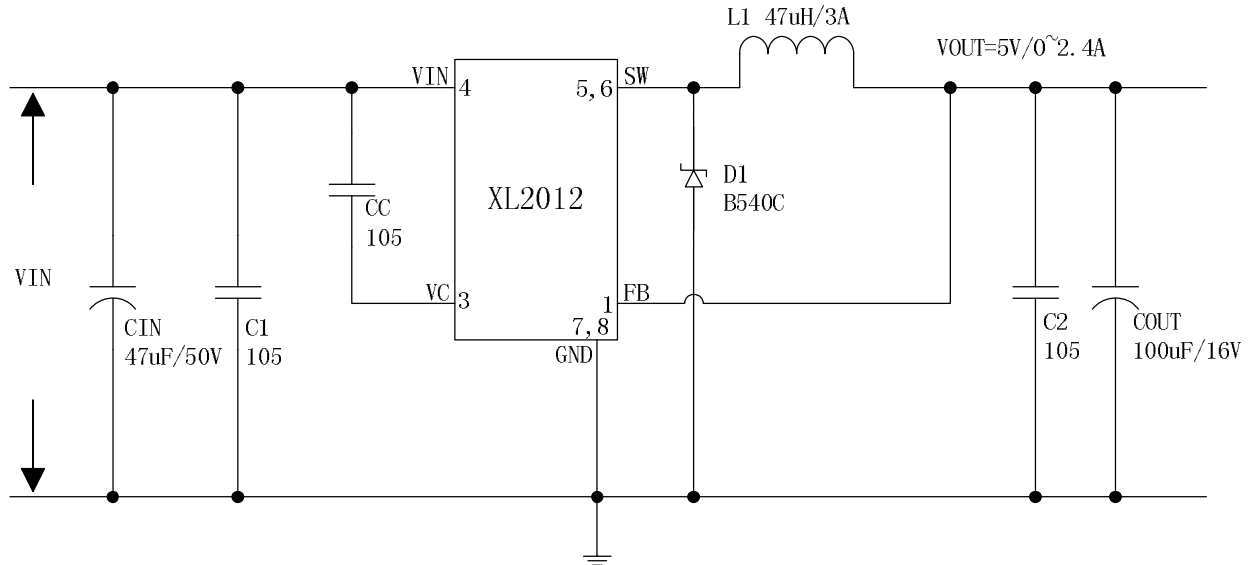 L1 47uH/3A
VOUT=5V/0~2.4A
VIN
4
5,6
SW
XL2012
D1
B540C
CC
105
VIN
VC
3
1
FB
7,8
GND
CIN
47uF/50V
C1
105
C2
105
COUT
100uF/16V